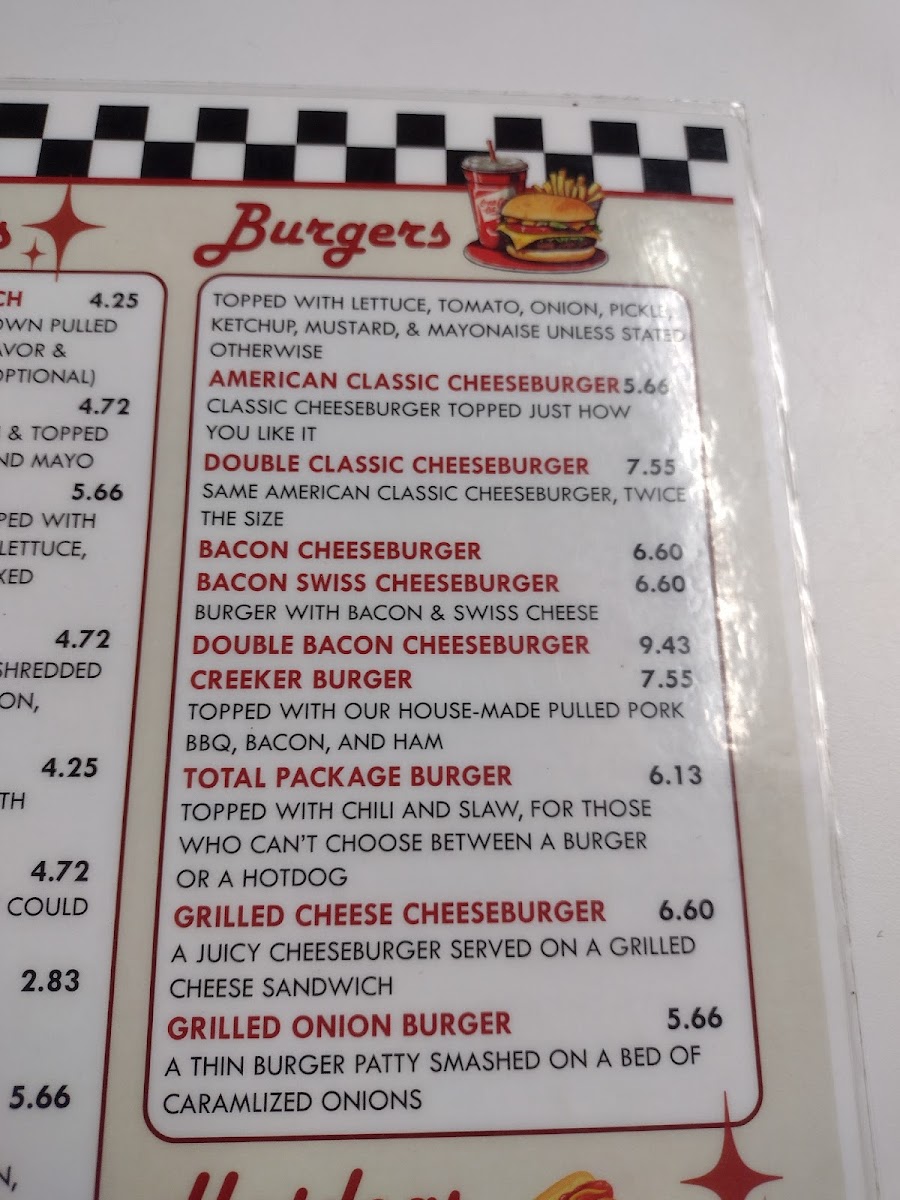 Burgers
CH 4.25
OWN PULLED
AVOR &
OPTIONAL)
4.72
& TOPPED
ND MAYO
5.66
PED WITH
LETTUCE,
XED
4.72
SHREDDED
ON,
4.25
TH
4.72
COULD
2.83
5.66
N,
TOPPED WITH LETTUCE, TOMATO, ONION, PICKLE,
KETCHUP, MUSTARD, & MAYONAISE UNLESS STATED
OTHERWISE
AMERICAN CLASSIC CHEESEBURGER 5.66
CLASSIC CHEESEBURGER TOPPED JUST HOW
YOU LIKE IT
DOUBLE CLASSIC CHEESEBURGER 7.55
SAME AMERICAN CLASSIC CHEESEBURGER, TWICE
THE SIZE
BACON CHEESEBURGER 6.60
BACON SWISS CHEESEBURGER 6.60
BURGER WITH BACON & SWISS CHEESE
DOUBLE BACON CHEESEBURGER 9.43
CREEKER BURGER 7.55
TOPPED WITH OUR HOUSE-MADE PULLED PORK
BBQ, BACON, AND HAM
TOTAL PACKAGE BURGER 6.13
TOPPED WITH CHILI AND SLAW, FOR THOSE
WHO CAN'T CHOOSE BETWEEN A BURGER
OR A HOTDOG
GRILLED CHEESE CHEESEBURGER 6.60
A JUICY CHEESEBURGER SERVED ON A GRILLED
CHEESE SANDWICH
GRILLED ONION BURGER 5.66
A THIN BURGER PATTY SMASHED ON A BED OF
CARAMLIZED ONIONS